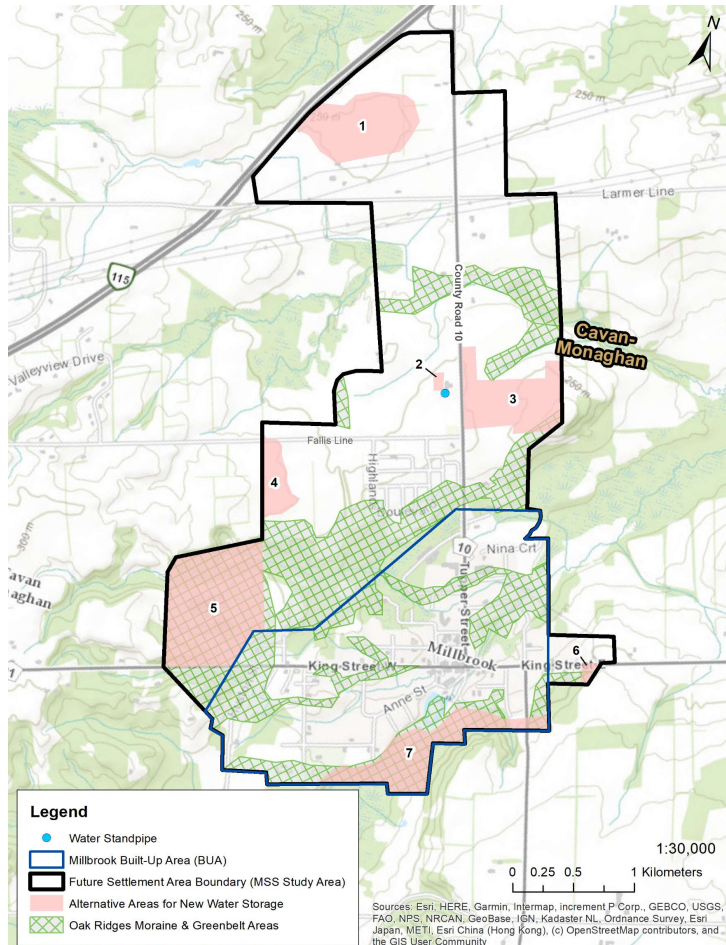 N
250 m
250 m
1
250 m
Larmer Line
115
County Road 10
Cavan-
Monaghan
Valleyview Drive
2
3
250 m
Fallis Line
Highland
4
300 m
10
Nina Crt
Tupper Street
5
Millbrook
King Street W
King Street E
6
Anne St
7
Legend
Water Standpipe
Millbrook Built-Up Area (BUA)
Future Settlement Area Boundary (MSS Study Area)
Alternative Areas for New Water Storage
Oak Ridges Moraine & Greenbelt Areas
1:30,000
0 0.25 0.5 1 Kilometers
Sources: Esri, HERE, Garmin, Intermap, increment P Corp., GEBCO, USGS,
FAO, NPS, NRCAN, GeoBase, IGN, Kadaster NL, Ordnance Survey, Esri
Japan, METI, Esri China (Hong Kong), (c) OpenStreetMap contributors, and
the GIS User Community